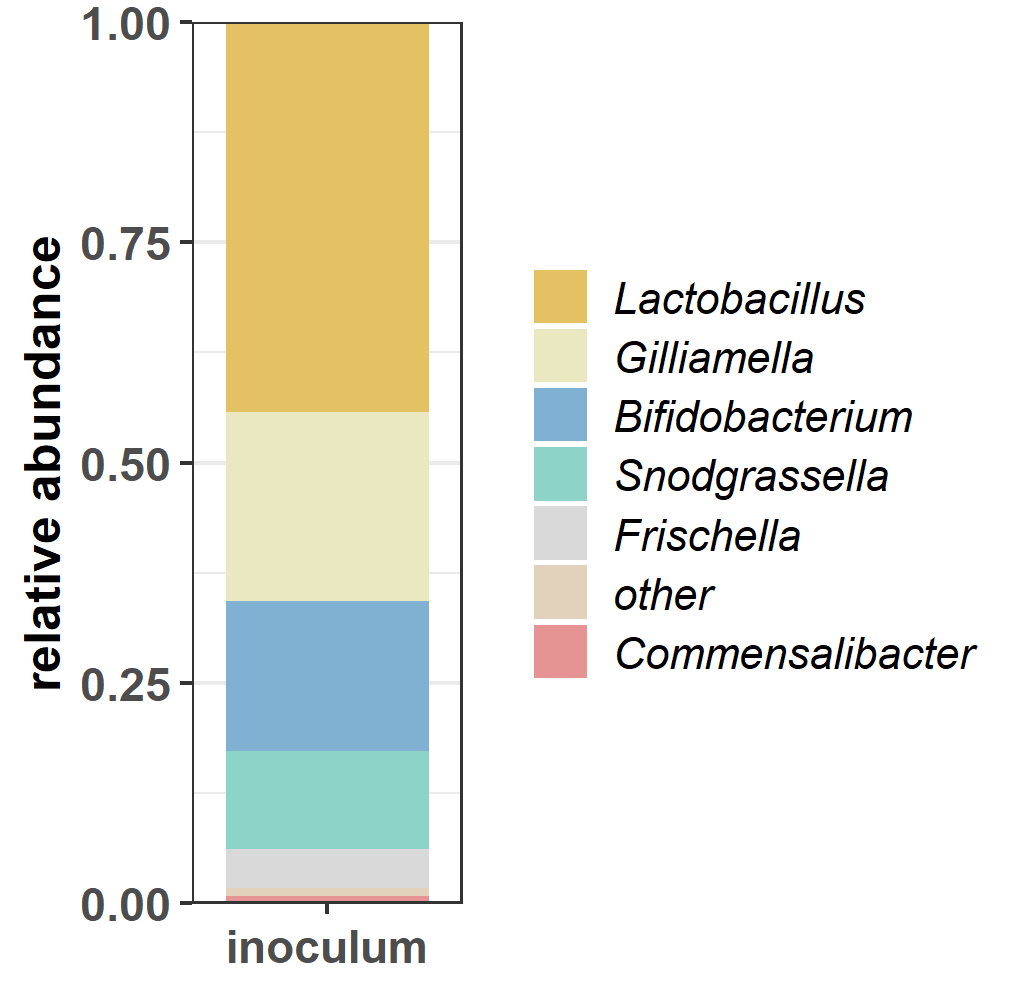 relative abundance
1.00
0.75
0.50
0.25
0.00
inoculum
Lactobacillus
Gilliamella
Bifidobacterium
Snodgrassella
Frischella
other
Commensalibacter